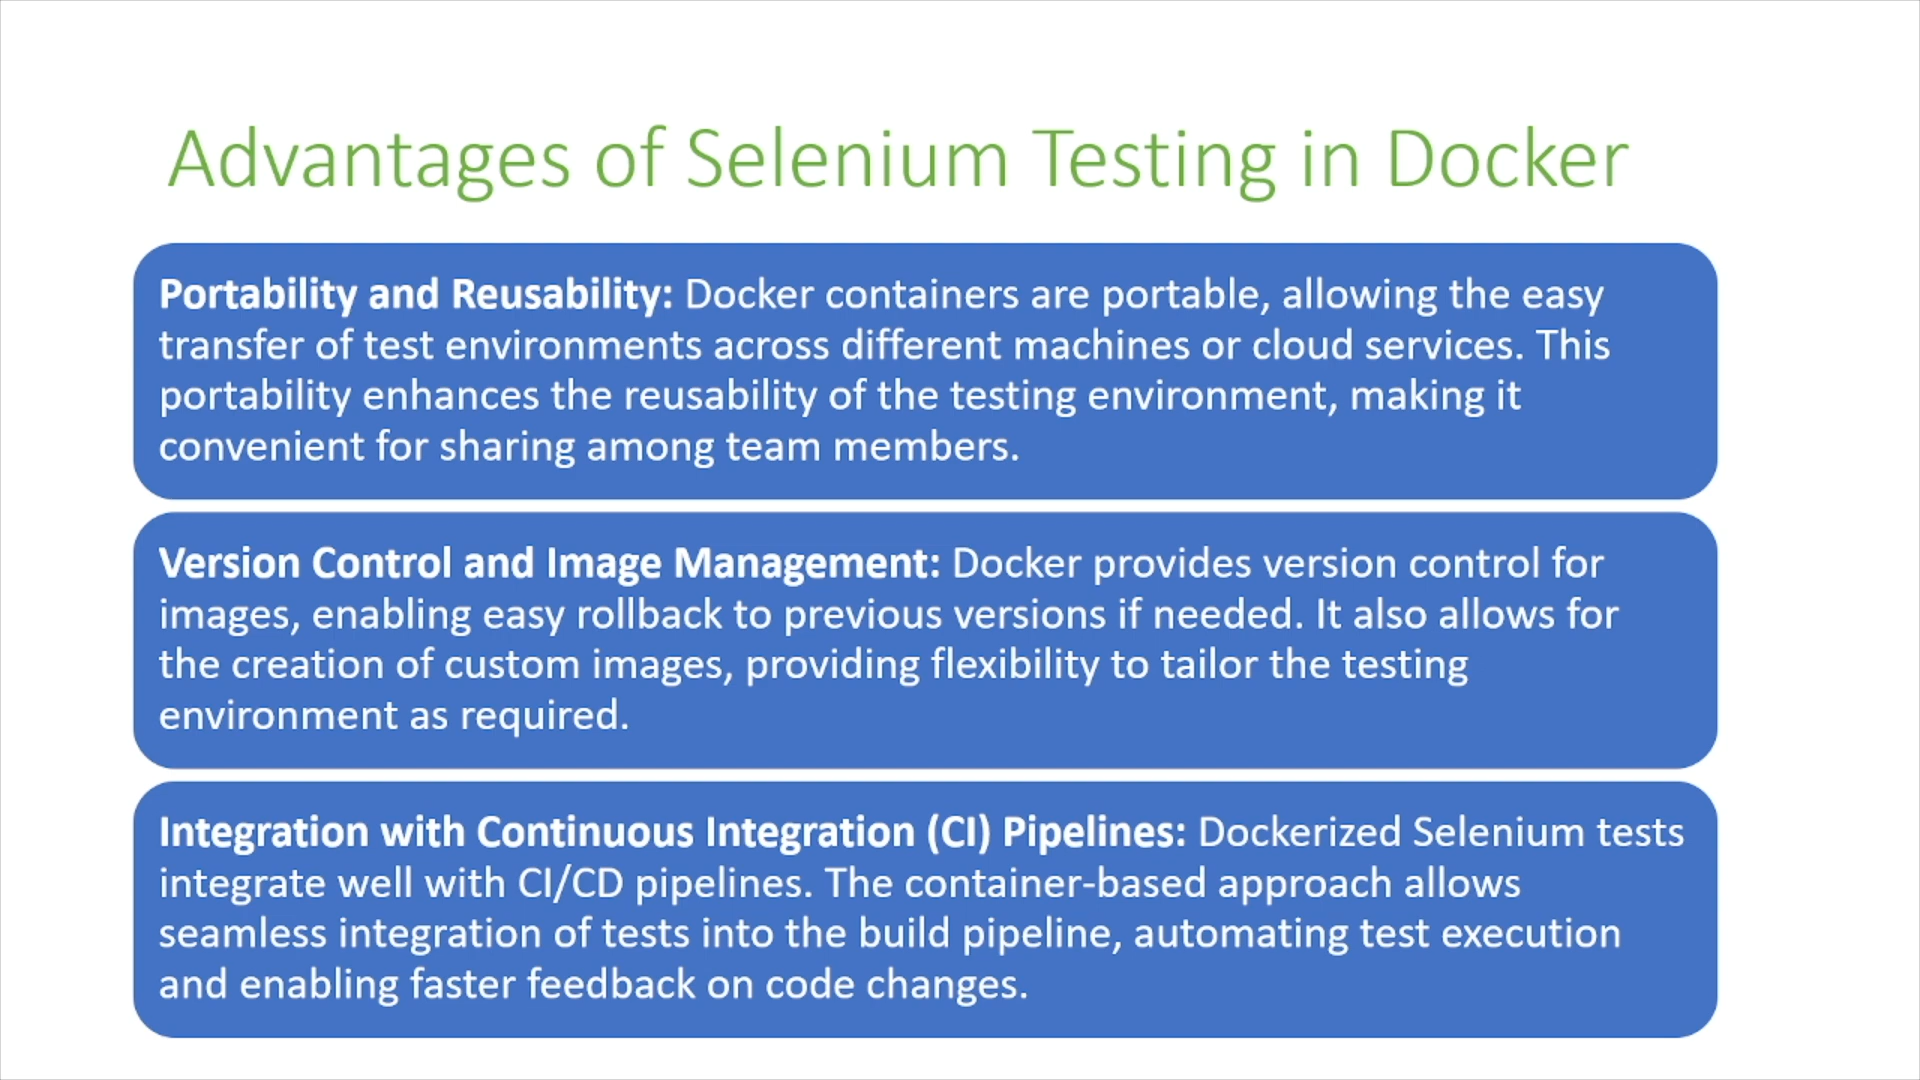 Advantages of Selenium Testing in Docker
Portability and Reusability: Docker containers are portable, allowing the easy
transfer of test environments across different machines or cloud services. This
portability enhances the reusability of the testing environment, making it
convenient for sharing among team members.
Version Control and Image Management: Docker provides version control for
images, enabling easy rollback to previous versions if needed. It also allows for
the creation of custom images, providing flexibility to tailor the testing
environment as required.
Integration with Continuous Integration (CI) Pipelines: Dockerized Selenium tests
integrate well with CI/CD pipelines. The container-based approach allows
seamless integration of tests into the build pipeline, automating test execution
and enabling faster feedback on code changes.